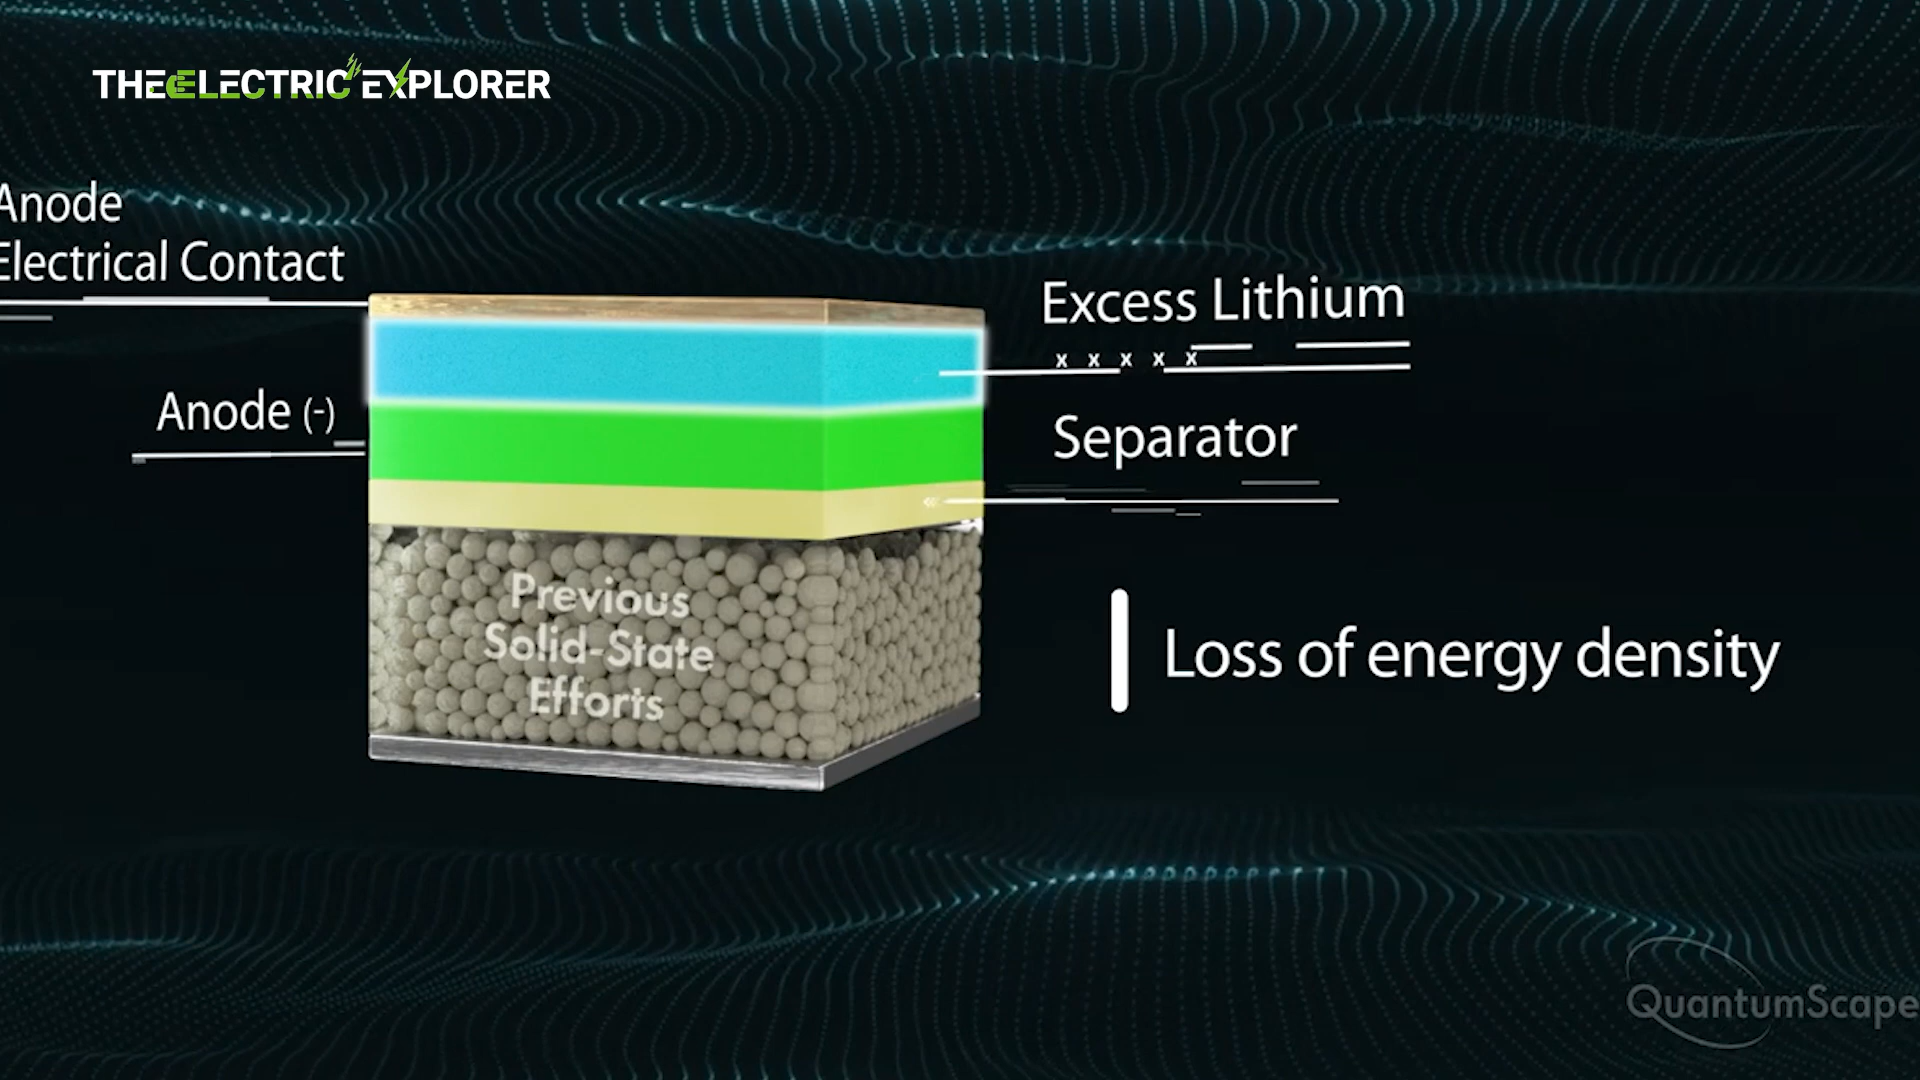 THE ELECTRIC EXPLORER
Anode
Electrical Contact
Excess Lithium
x x x x x
Anode (-)
Separator
Previous
Solid-State
Efforts
Loss of energy density
QuantumScape